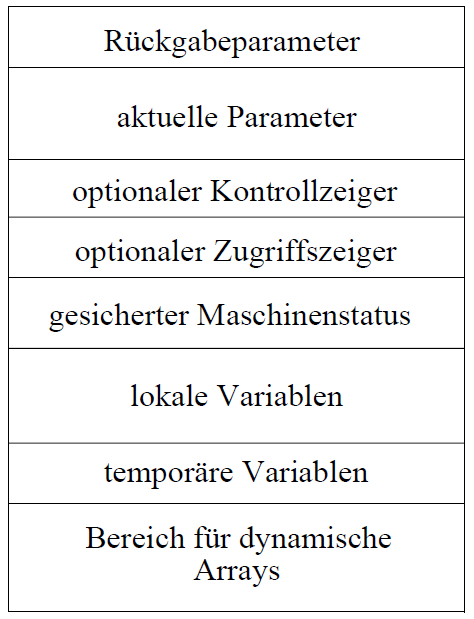 Rückgabeparameter
aktuelle Parameter
optionaler Kontrollzeiger
optionaler Zugriffszeiger
gesicherter Maschinenstatus
lokale Variablen
temporäre Variablen
Bereich für dynamische
Arrays